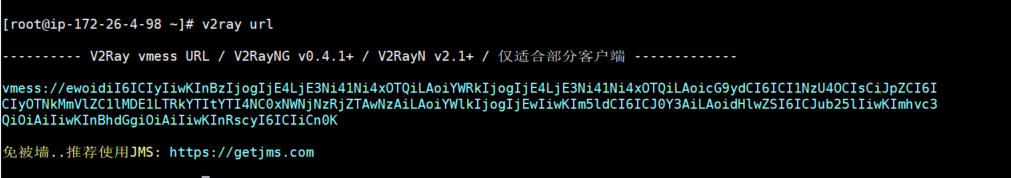 [root@ip-172-26-4-98 ~]# v2ray url
---------- V2Ray vmess URL / V2RayNG v0.4.1+ / V2RayN v2.1+ / 仅适合部分客户端 -------------
vmess://ewoidiI6ICIyIiwKInBzIjogIjE4LjE3Ni41Ni4xOTQiLAoiYWRkIjogIjE4LjE3Ni41Ni4xOTQiLAoicG9ydCI6ICI1NzU4OCIsCiJpZCI6I
CIyOTNkMmVlZC1lMDE1LTRkYTItYTI4NC0xNWNjNzRjZTAwNzAiLAoiYWlkIjogIjEwIiwKIm5ldCI6ICJ0Y3AiLAoidHlwZSI6ICJub25lIiwKImhvc3
QiOiAiIiwKInBhdGgiOiAiIiwKInRscyI6ICIiCn0K
免被墙..推荐使用JMS: https://getjms.com